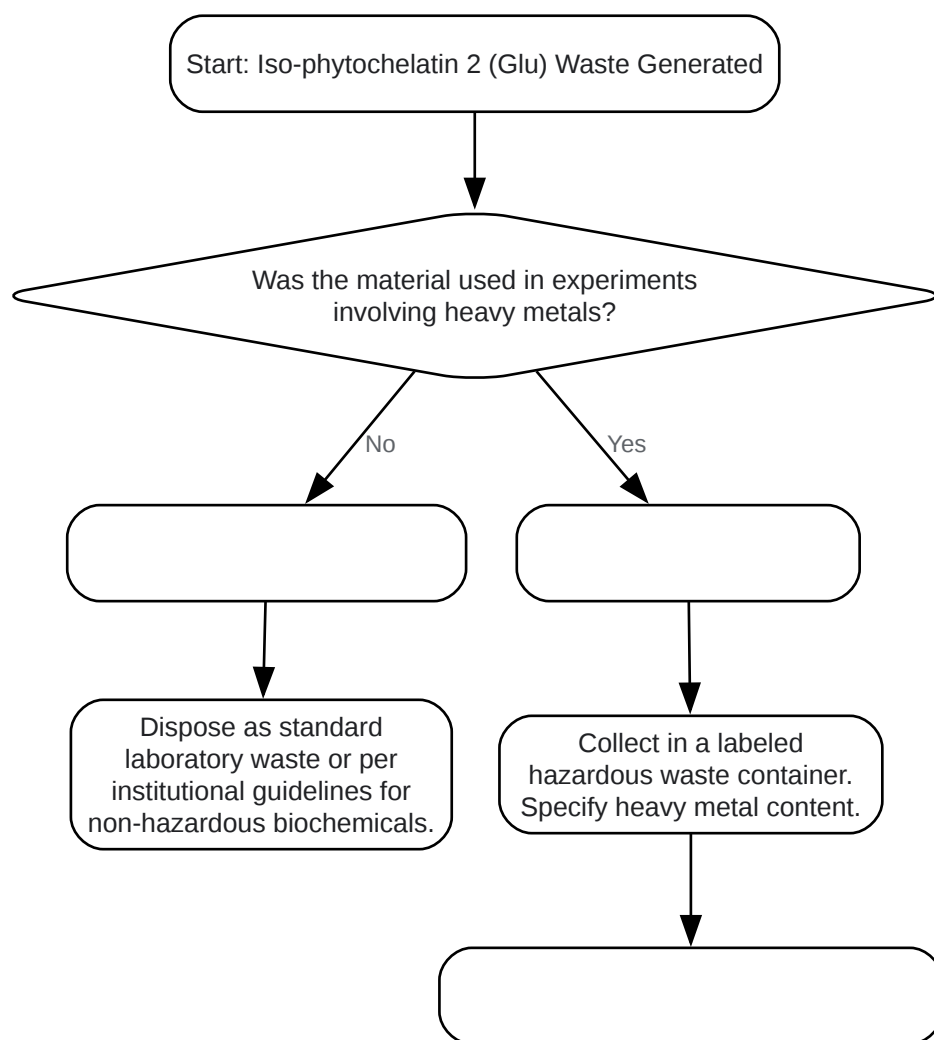 Start: Iso-phytochelatin 2 (Glu) Waste Generated
Was the material used in experiments
involving heavy metals?
No
Yes
Dispose as standard
laboratory waste or per
institutional guidelines for
non-hazardous biochemicals.
Collect in a labeled
hazardous waste container.
Specify heavy metal content.